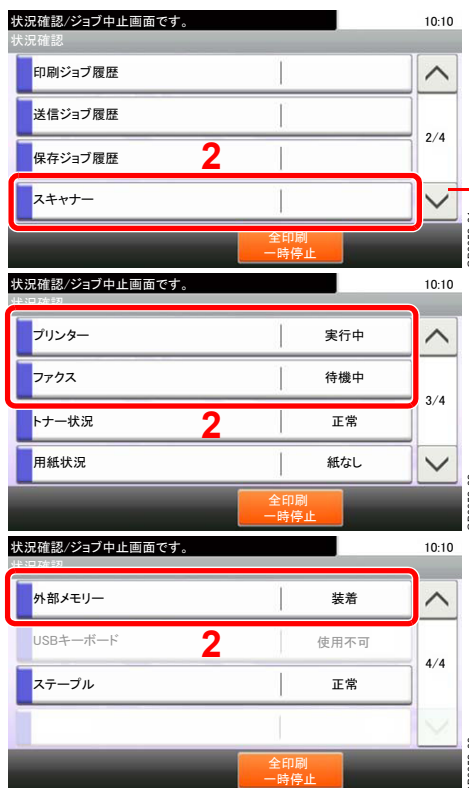 状況確認/ジョブ中止画面です。 10:10
状況確認
印刷ジョブ履歴
送信ジョブ履歴
2/4
保存ジョブ履歴
2
スキャナー
全印刷
一時停止
状況確認/ジョブ中止画面です。 10:10
状況確認
プリンター 実行中
ファクス 待機中
3/4
トナー状況 正常
2
用紙状況 紙なし
全印刷
一時停止
状況確認/ジョブ中止画面です。 10:10
状況確認
外部メモリー 装着
USBキーボード 使用不可
2
4/4
ステープル 正常
全印刷
一時停止